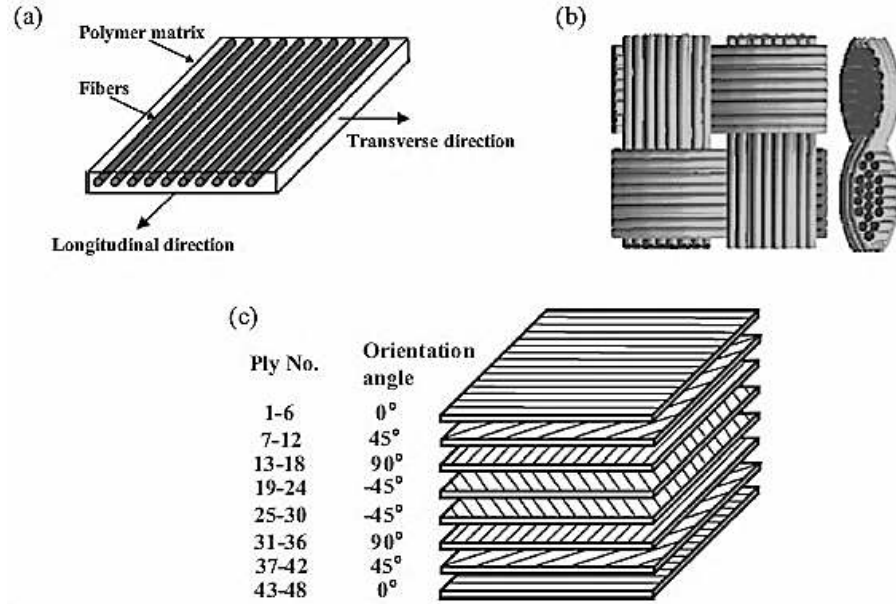 (a)
Polymer matrix
Fibers
Transverse direction
Longitudinal direction
(b)
(c)
Ply No. Orientation angle
1-6 0°
7-12 45°
13-18 90°
19-24 -45°
25-30 -45°
31-36 90°
37-42 45°
43-48 0°